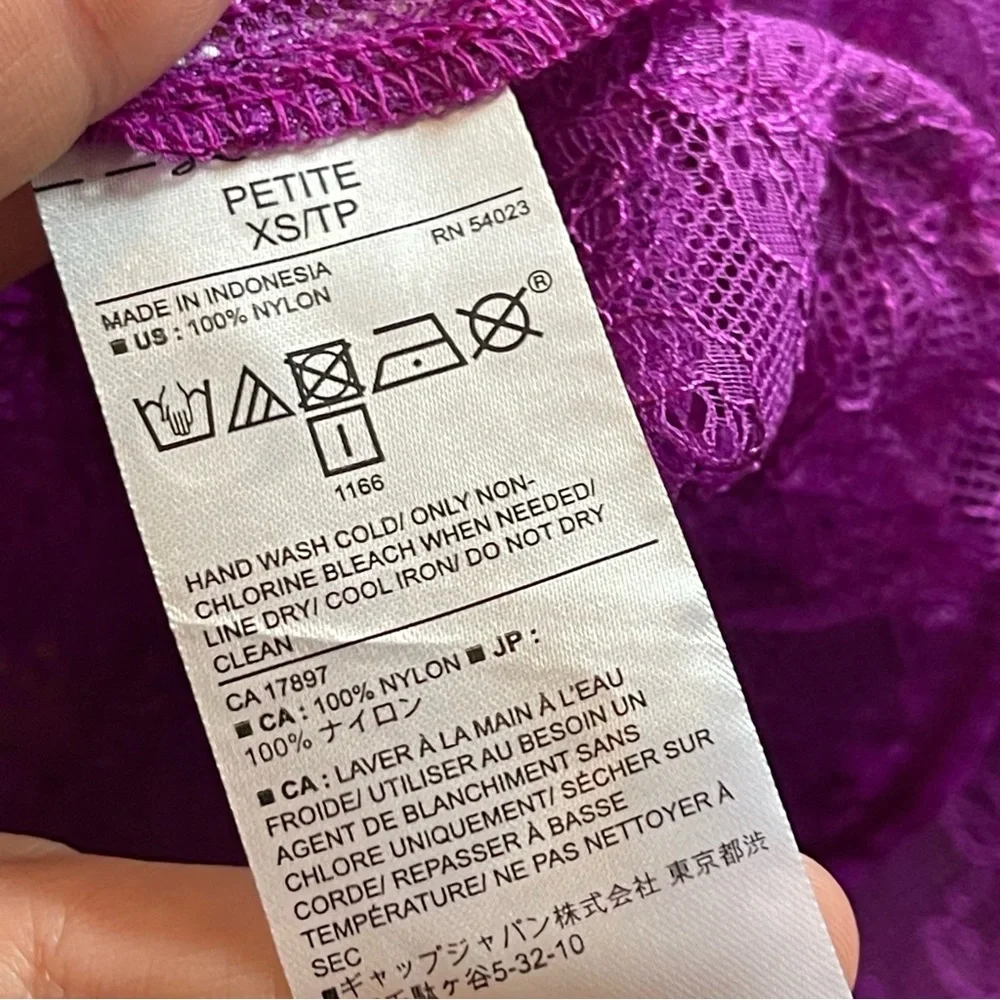 PETITE
XS/TP
RN 54023
MADE IN INDONESIA
US : 100% NYLON
®
1166
HAND WASH COLD/ ONLY NON-
CHLORINE BLEACH WHEN NEEDED/
LINE DRY/ COOL IRON/ DO NOT DRY
CLEAN
CA 17897
■ CA : 100% NYLON ■ JP :
100% ナイロン
■ CA : LAVER À LA MAIN À L'EAU
FROIDE/ UTILISER AU BESOIN UN
AGENT DE BLANCHIMENT SANS
CHLORE UNIQUEMENT/ SÉCHER SUR
CORDE/ REPASSER À BASSE
TEMPÉRATURE/ NE PAS NETTOYER À
SEC
■ギャップジャパン株式会社 東京都渋
千駄ヶ谷5-32-10